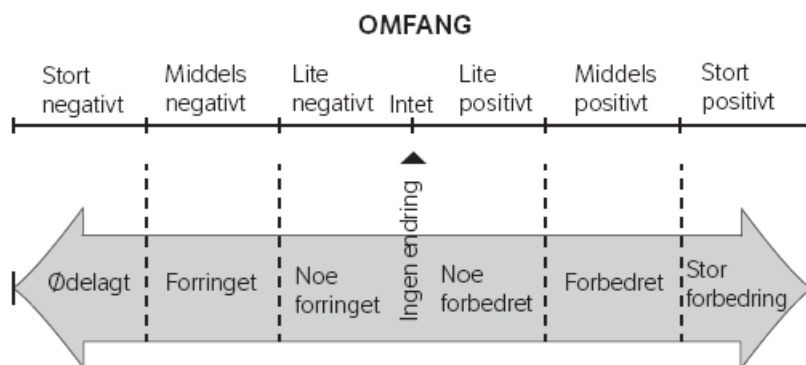 OMFANG
Stort
negativt
Middels
negativt
Lite
negativt
Intet
Lite
positivt
Middels
positivt
Stort
positivt
Ødelagt
Forringet
Noe
forringet
Ingen endring
Noe
forbedret
Forbedret
Stor
forbedring